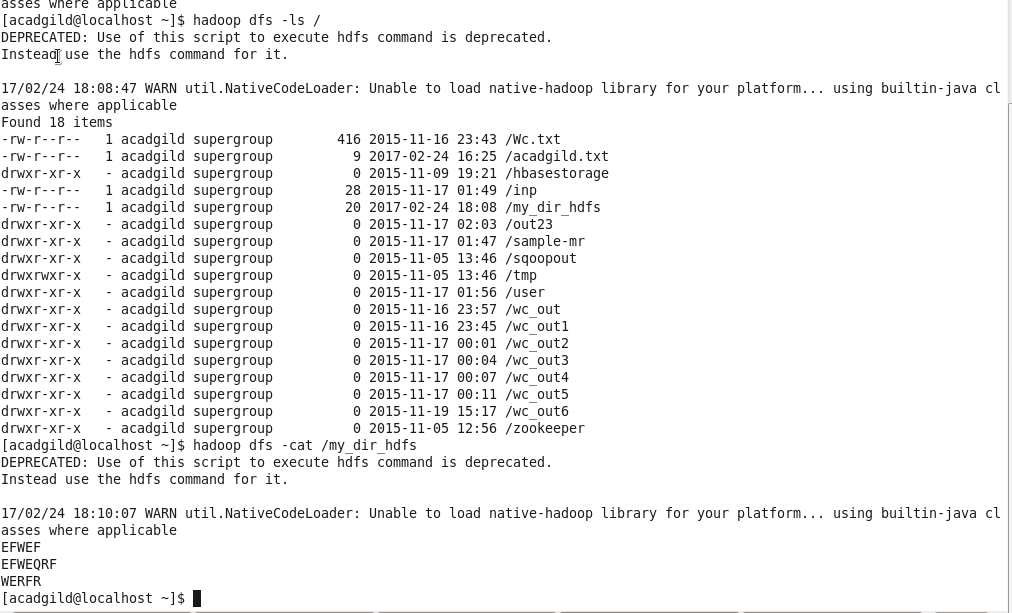 asses where applicable
[acadgild@localhost ~]$ hadoop dfs -ls /
DEPRECATED: Use of this script to execute hdfs command is deprecated.
Instead use the hdfs command for it.

17/02/24 18:08:47 WARN util.NativeCodeLoader: Unable to load native-hadoop library for your platform... using builtin-java cl
asses where applicable
Found 18 items
-rw-r--r--   1 acadgild supergroup        416 2015-11-16 23:43 /Wc.txt
-rw-r--r--   1 acadgild supergroup          9 2017-02-24 16:25 /acadgild.txt
drwxr-xr-x   - acadgild supergroup          0 2015-11-09 19:21 /hbasestorage
-rw-r--r--   1 acadgild supergroup         28 2015-11-17 01:49 /inp
-rw-r--r--   1 acadgild supergroup         20 2017-02-24 18:08 /my_dir_hdfs
drwxr-xr-x   - acadgild supergroup          0 2015-11-17 02:03 /out23
drwxr-xr-x   - acadgild supergroup          0 2015-11-17 01:47 /sample-mr
drwxr-xr-x   - acadgild supergroup          0 2015-11-05 13:46 /sqoopout
drwxrwxr-x   - acadgild supergroup          0 2015-11-05 13:46 /tmp
drwxr-xr-x   - acadgild supergroup          0 2015-11-17 01:56 /user
drwxr-xr-x   - acadgild supergroup          0 2015-11-16 23:57 /wc_out
drwxr-xr-x   - acadgild supergroup          0 2015-11-16 23:45 /wc_out1
drwxr-xr-x   - acadgild supergroup          0 2015-11-17 00:01 /wc_out2
drwxr-xr-x   - acadgild supergroup          0 2015-11-17 00:04 /wc_out3
drwxr-xr-x   - acadgild supergroup          0 2015-11-17 00:07 /wc_out4
drwxr-xr-x   - acadgild supergroup          0 2015-11-17 00:11 /wc_out5
drwxr-xr-x   - acadgild supergroup          0 2015-11-19 15:17 /wc_out6
drwxr-xr-x   - acadgild supergroup          0 2015-11-05 12:56 /zookeeper
[acadgild@localhost ~]$ hadoop dfs -cat /my_dir_hdfs
DEPRECATED: Use of this script to execute hdfs command is deprecated.
Instead use the hdfs command for it.

17/02/24 18:10:07 WARN util.NativeCodeLoader: Unable to load native-hadoop library for your platform... using builtin-java cl
asses where applicable
EFWEF
EFWEQRF
WERFR
[acadgild@localhost ~]$